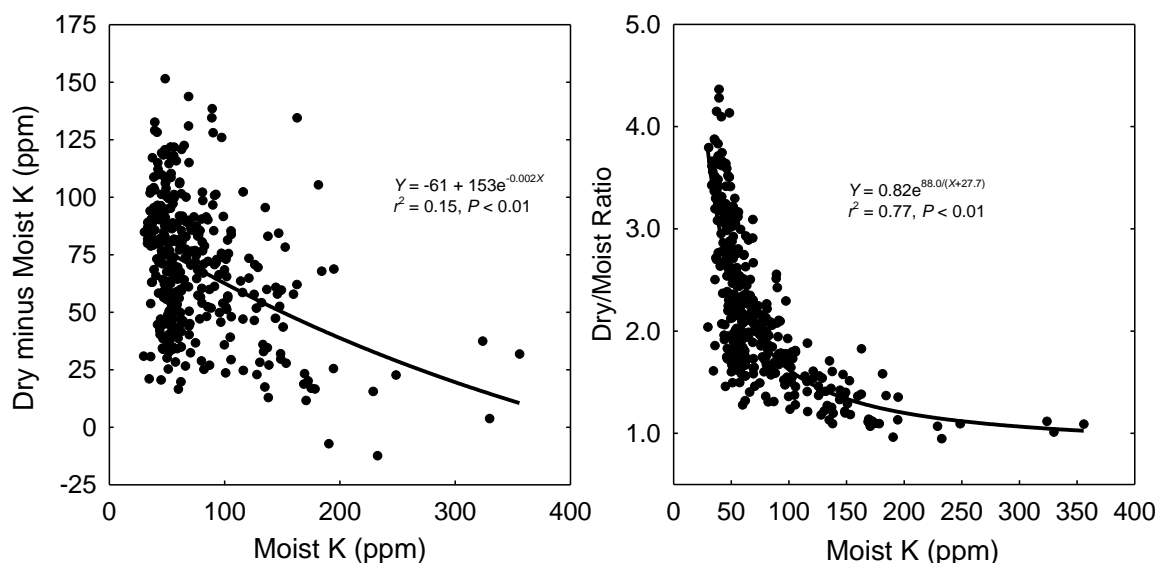 175
150
125
100
75
50
25
0
-25
Dry minus Moist K (ppm)
Y = -61 + 153e^-0.002X
r² = 0.15, P < 0.01
0 100 200 300 400
Moist K (ppm)
5.0
4.0
3.0
2.0
1.0
Dry/Moist Ratio
Y = 0.82e^88.0/(X+27.7)
r² = 0.77, P < 0.01
0 50 100 150 200 250 300 350 400
Moist K (ppm)